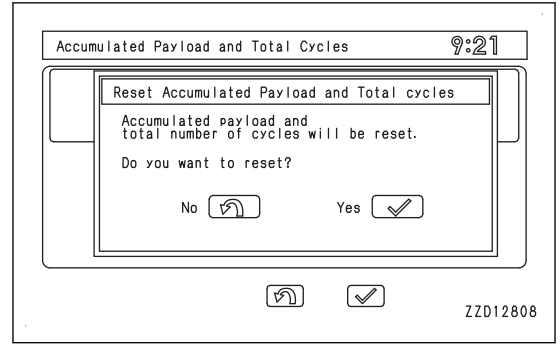 Accumulated Payload and Total Cycles 9:21
Reset Accumulated Payload and Total cycles
Accumulated payload and
total number of cycles will be reset.
Do you want to reset?
No Yes
ZZD12808